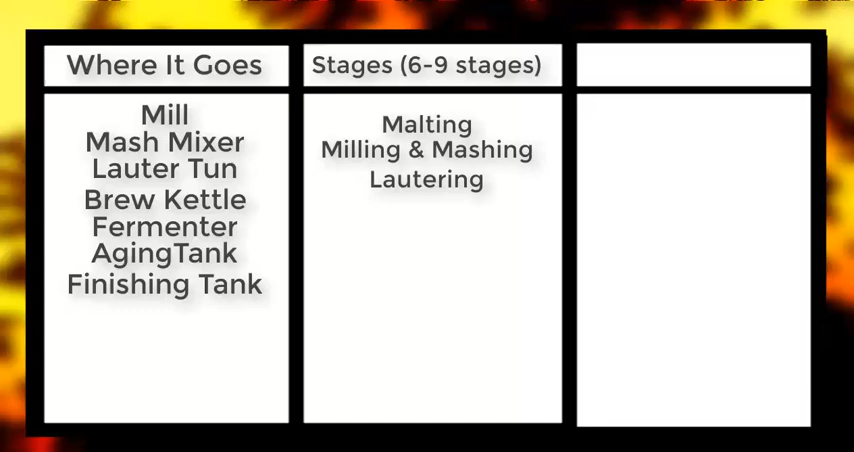 Where It Goes
Stages (6-9 stages)
Mill
Mash Mixer
Lauter Tun
Brew Kettle
Fermenter
AgingTank
Finishing Tank
Malting
Milling & Mashing
Lautering